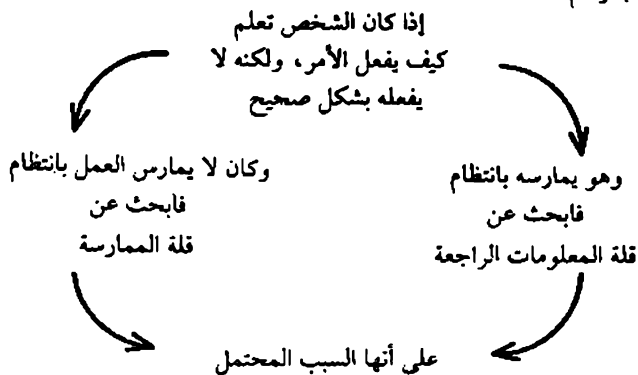 إذا كان الشخص تعلم
كيف يفعل الأمر، ولكنه لا
يفعله بشكل صحيح
وهو يمارسه بانتظام
فابحث عن
قلة المعلومات الراجعة
وكان لا يمارس العمل بانتظام
فابحث عن
قلة الممارسة
على أنها السبب المحتمل